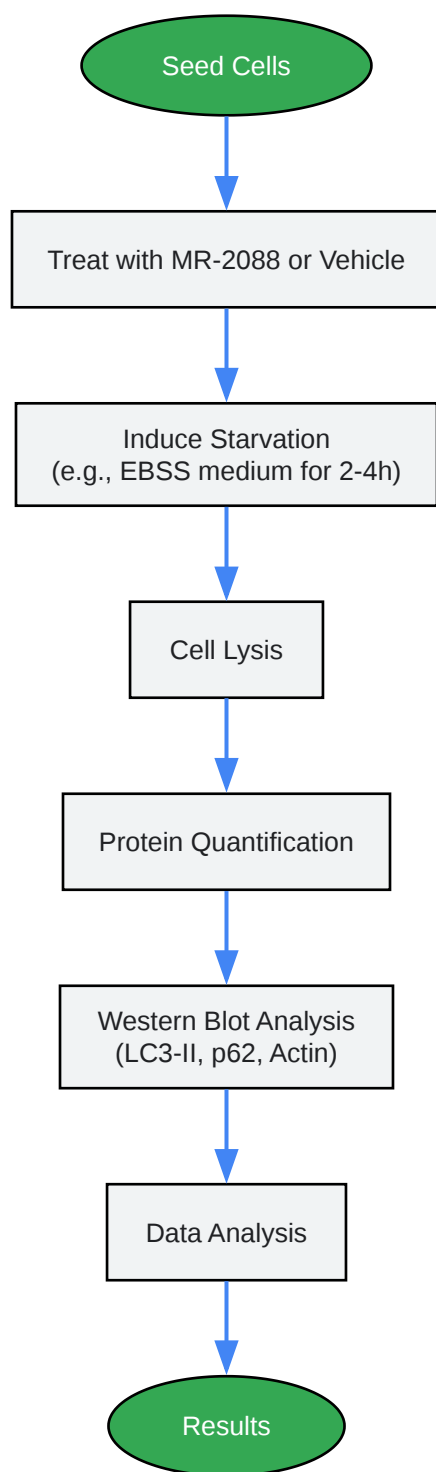 Seed Cells
Treat with MR-2088 or Vehicle
Induce Starvation
(e.g., EBSS medium for 2-4h)
Cell Lysis
Protein Quantification
Western Blot Analysis
(LC3-II, p62, Actin)
Data Analysis
Results